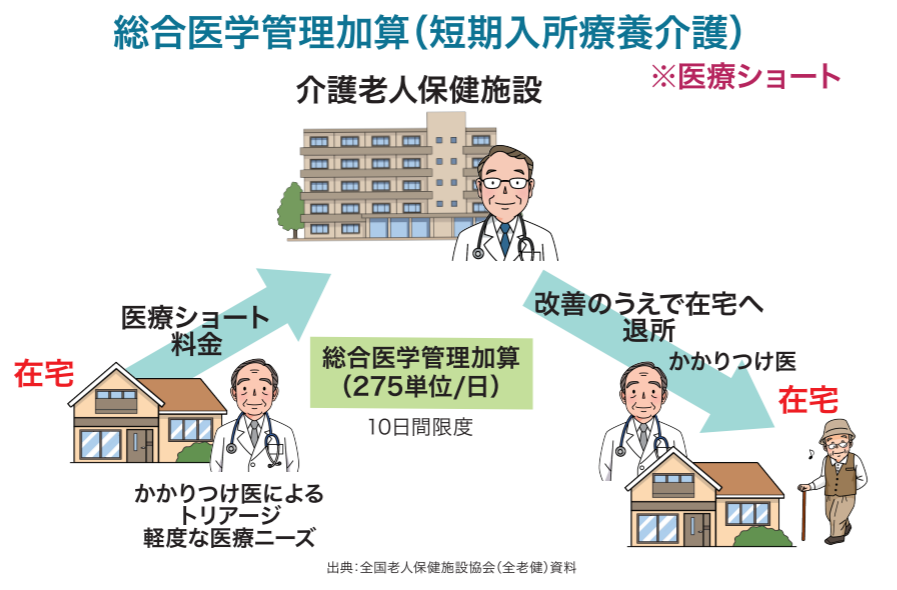 総合医学管理加算（短期入所療養介護）
※医療ショート
介護老人保健施設
医療ショート
料金
在宅
かかりつけ医による
トリアージ
軽度な医療ニーズ
総合医学管理加算
（275単位/日）
10日間限度
改善のうえで在宅へ
退所
かかりつけ医
在宅
♪
出典：全国老人保健施設協会（全老健）資料